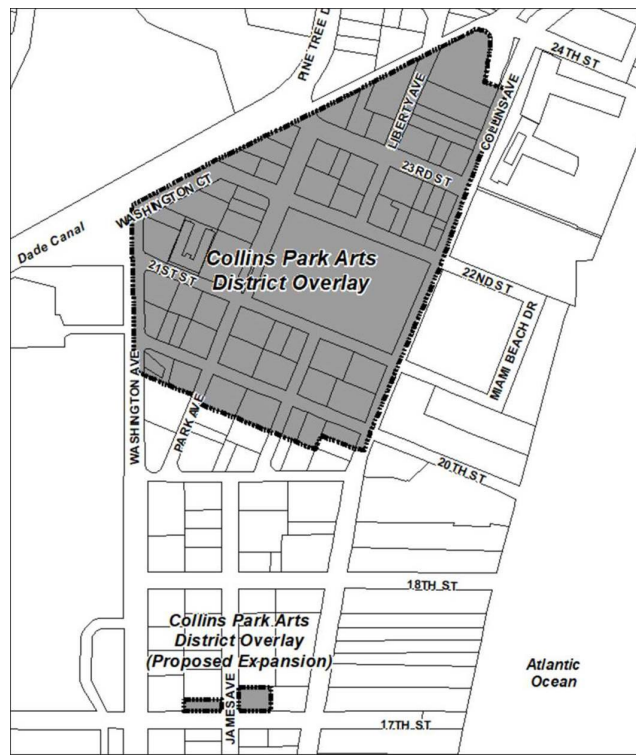 PINE TREE D
24TH ST
LIBERTY AVE
COLLINS AVE
23RD ST
WASHINGTON CT
Dade Canal
Collins Park Arts
District Overlay
21ST ST
22ND ST
MIAMI BEACH DR
WASHINGTON AVE
PARK AVE
20TH ST
18TH ST
Collins Park Arts
District Overlay
(Proposed Expansion)
Atlantic
Ocean
JAMES AVE
17TH ST